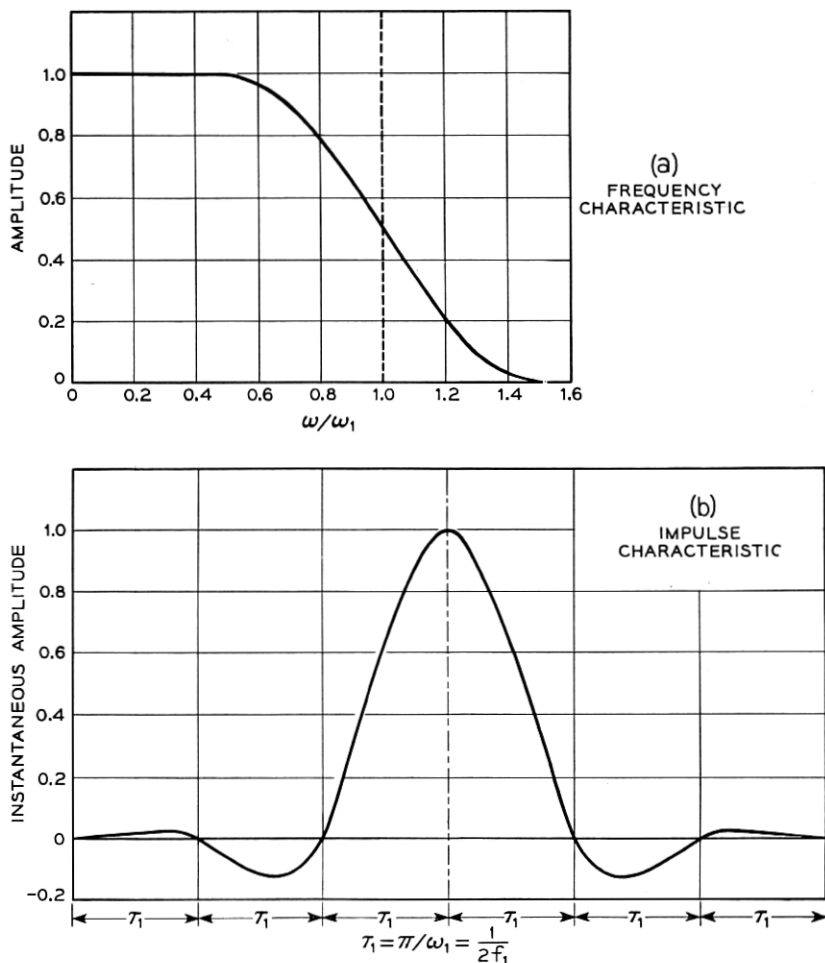 1.0
0.8
0.6
0.4
0.2
0
AMPLITUDE
0 0.2 0.4 0.6 0.8 1.0 1.2 1.4 1.6
ω/ω₁
(a)
FREQUENCY
CHARACTERISTIC
(b)
IMPULSE
CHARACTERISTIC
1.0
0.8
0.6
0.4
0.2
0
-0.2
INSTANTANEOUS AMPLITUDE
τ₁ τ₁ τ₁ τ₁ τ₁ τ₁
τ₁ = π/ω₁ = 1/2f₁